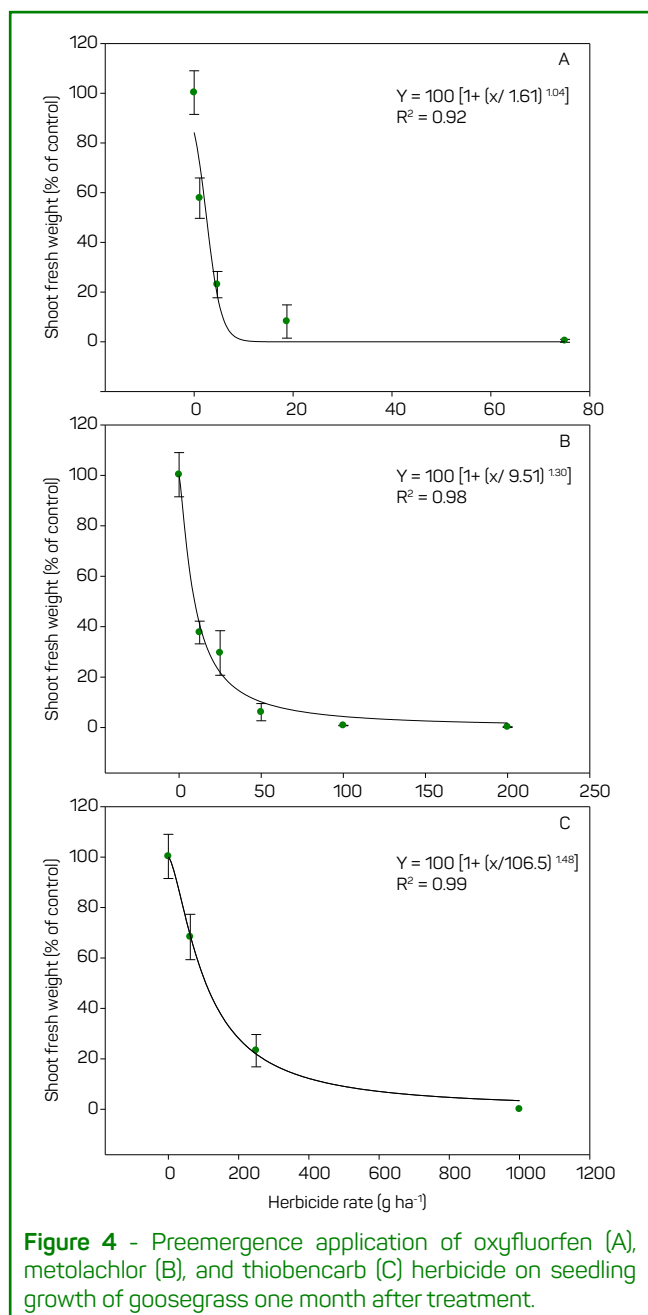 120
100
80
60
40
20
0
Shoot fresh weight (% of control)
A
Y = 100 [1+ (x/ 1.61) 1.04]
R² = 0.92
0 20 40 60 80
120
100
80
60
40
20
0
Shoot fresh weight (% of control)
B
Y = 100 [1+ (x/ 9.51) 1.30]
R² = 0.98
0 50 100 150 200 250
120
100
80
60
40
20
0
Shoot fresh weight (% of control)
C
Y = 100 [1+ (x/106.5) 1.48]
R² = 0.99
0 200 400 600 800 1000 1200
Herbicide rate (g ha⁻¹)
Figure 4 - Preemergence application of oxyfluorfen (A),
metolachlor (B), and thiobencarb (C) herbicide on seedling
growth of goosegrass one month after treatment.